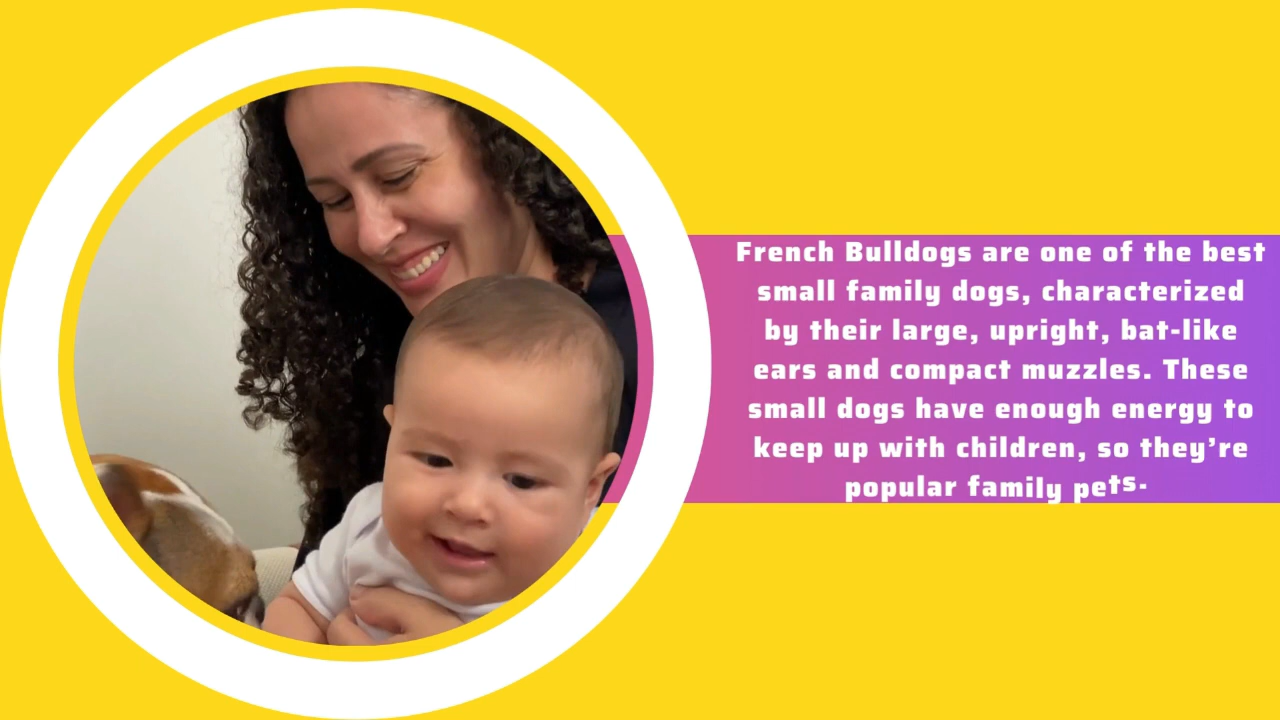 French Bulldogs are one of the best
small family dogs, characterized
by their large, upright, bat-like
ears and compact muzzles. These
small dogs have enough energy to
keep up with children, so they’re
popular family pets.